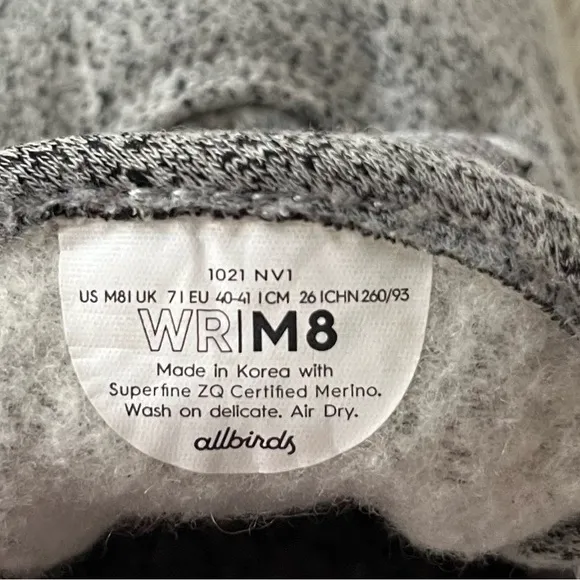 1021 NV1
US M8 | UK 7 | EU 40-41 | CM 26 | CHN 260/93
WR|M8
Made in Korea with
Superfine ZQ Certified Merino.
Wash on delicate. Air Dry.
allbirds